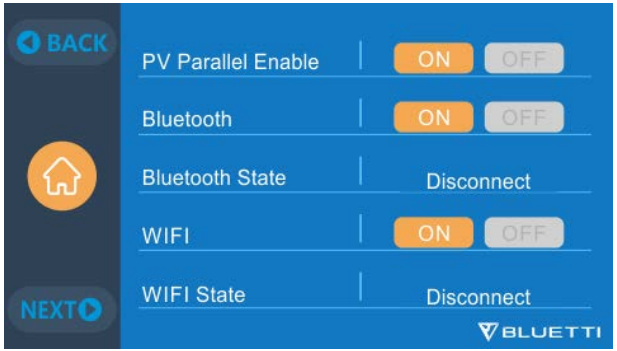 BACK
PV Parallel Enable ON OFF
Bluetooth ON OFF
Bluetooth State Disconnect
WIFI ON OFF
WIFI State Disconnect
NEXT
BLUETTI